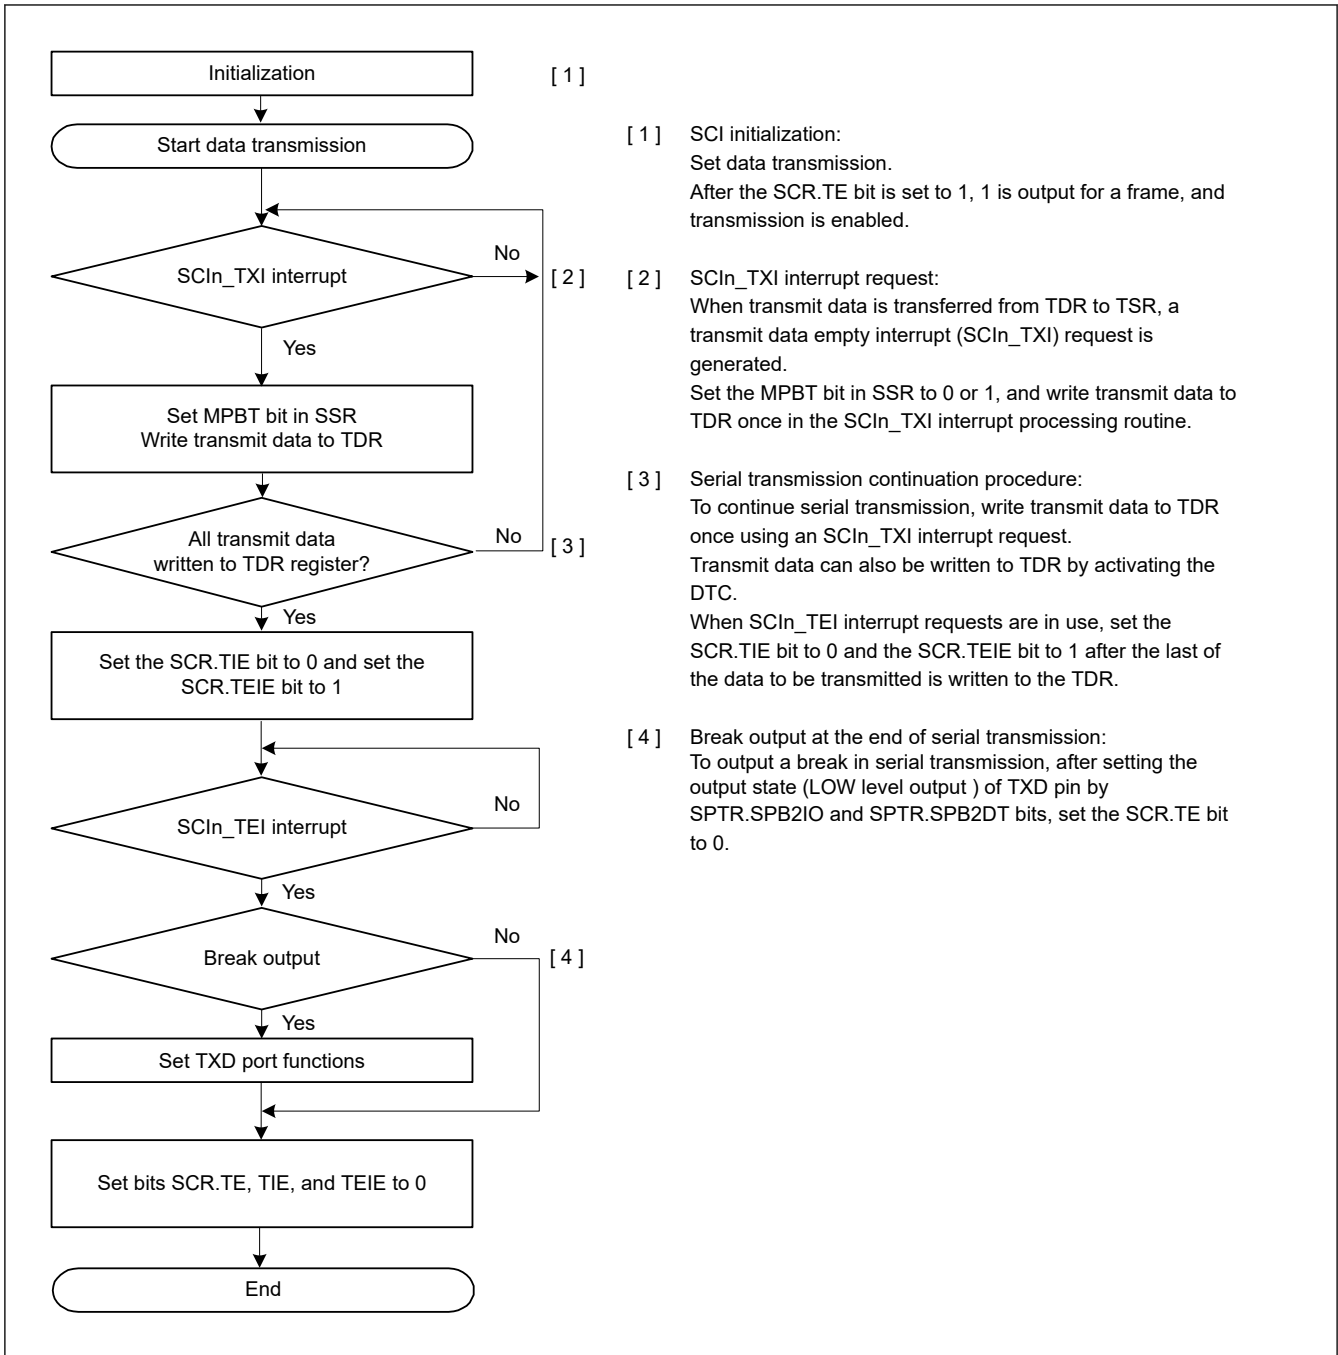 Initialization
[ 1 ]
Start data transmission
SCIn_TXI interrupt
No
[ 2 ]
Yes
Set MPBT bit in SSR
Write transmit data to TDR
All transmit data
written to TDR register?
No
[ 3 ]
Yes
Set the SCR.TIE bit to 0 and set the
SCR.TEIE bit to 1
SCIn_TEI interrupt
No
Yes
Break output
No
[ 4 ]
Yes
Set TXD port functions
Set bits SCR.TE, TIE, and TEIE to 0
End
[ 1 ] SCI initialization:
Set data transmission.
After the SCR.TE bit is set to 1, 1 is output for a frame, and
transmission is enabled.
[ 2 ] SCIn_TXI interrupt request:
When transmit data is transferred from TDR to TSR, a
transmit data empty interrupt (SCIn_TXI) request is
generated.
Set the MPBT bit in SSR to 0 or 1, and write transmit data to
TDR once in the SCIn_TXI interrupt processing routine.
[ 3 ] Serial transmission continuation procedure:
To continue serial transmission, write transmit data to TDR
once using an SCIn_TXI interrupt request.
Transmit data can also be written to TDR by activating the
DTC.
When SCIn_TEI interrupt requests are in use, set the
SCR.TIE bit to 0 and the SCR.TEIE bit to 1 after the last of
the data to be transmitted is written to the TDR.
[ 4 ] Break output at the end of serial transmission:
To output a break in serial transmission, after setting the
output state (LOW level output ) of TXD pin by
SPTR.SPB2IO and SPTR.SPB2DT bits, set the SCR.TE bit
to 0.